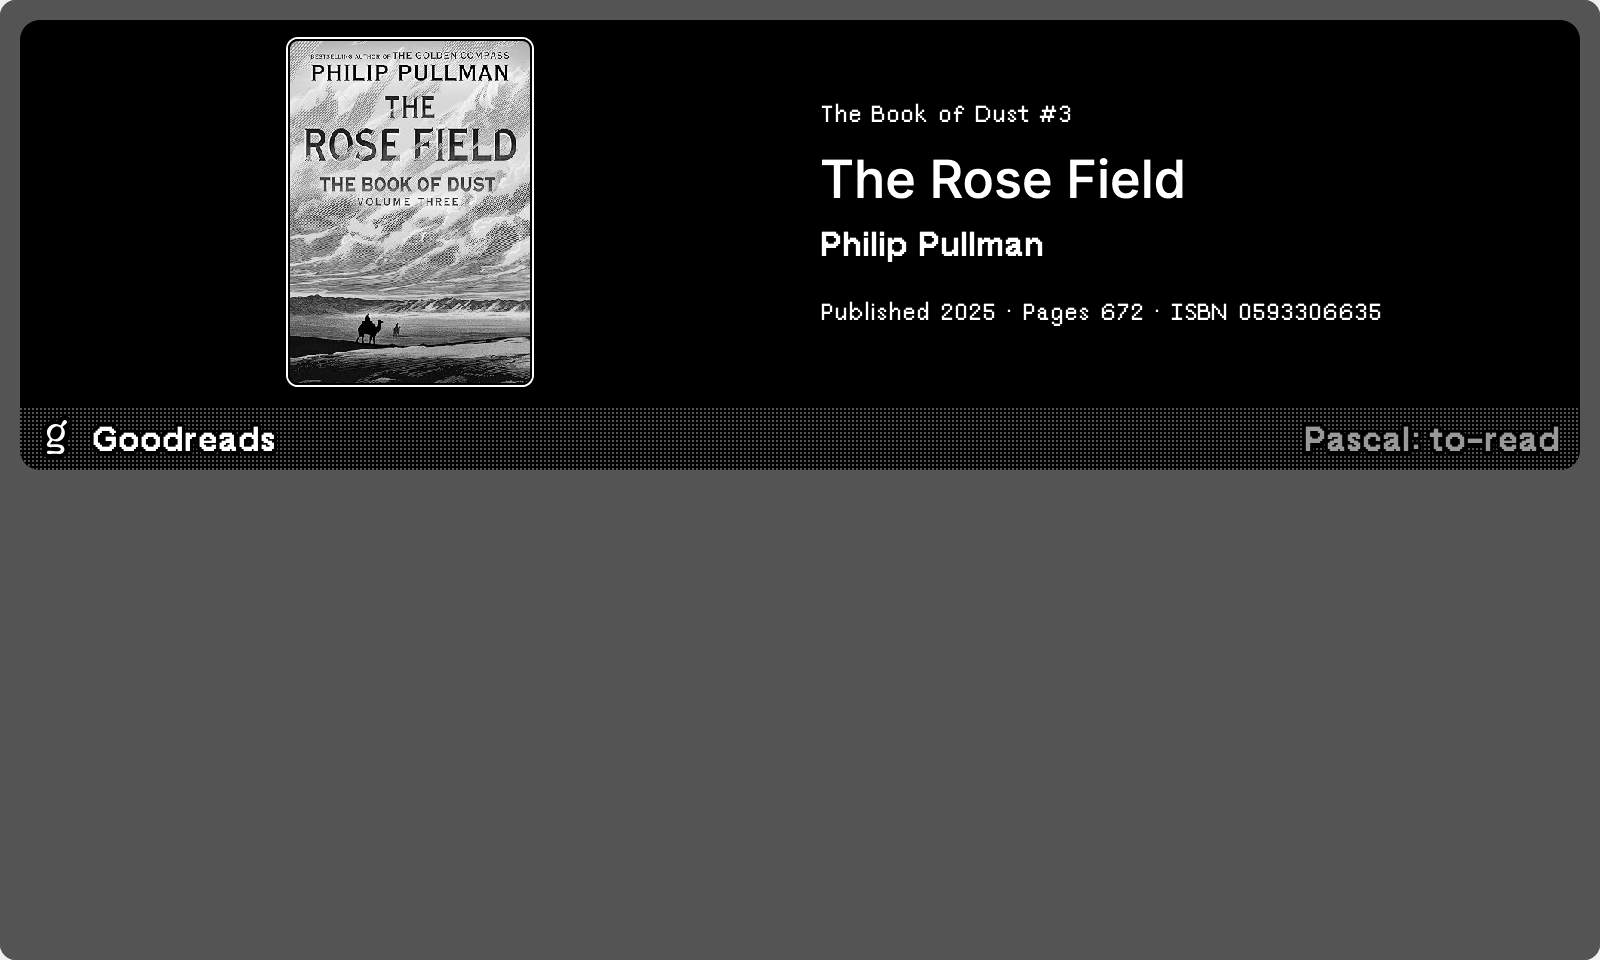 BESTSELLING AUTHOR OF THE GOLDEN COMPASS
PHILIP PULLMAN
THE
ROSE FIELD
THE BOOK OF DUST
VOLUME THREE
The Book of Dust #3
The Rose Field
Philip Pullman
Published 2025 · Pages 672 · ISBN 0593306635
g Goodreads
Pascal: to-read